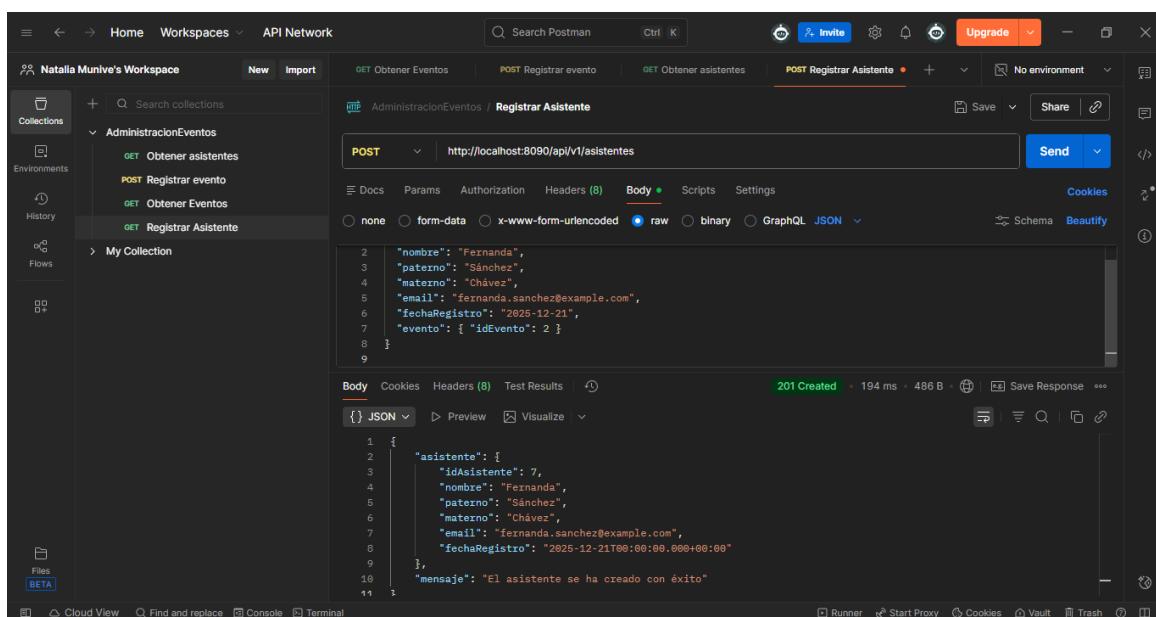 Home Workspaces API Network Search Postman Ctrl K Invite Upgrade
Natalia Munive's Workspace New Import GET Obtener Eventos POST Registrar evento GET Obtener asistentes POST Registrar Asistente No environment
Collections
Search collections
HTTP AdministracionEventos / Registrar Asistente Save Share
AdministracionEventos
GET Obtener asistentes
POST Registrar evento
GET Obtener Eventos
GET Registrar Asistente
My Collection
Environments
History
Flows
Files
BETA
POST http://localhost:8090/api/v1/asistentes Send
Docs Params Authorization Headers (8) Body Scripts Settings Cookies
none form-data x-www-form-urlencoded raw binary GraphQL JSON Schema Beautify
2 "nombre": "Fernanda",
3 "paterno": "Sánchez",
4 "materno": "Chávez",
5 "email": "fernanda.sanchez@example.com",
6 "fechaRegistro": "2025-12-21",
7 "evento": { "idEvento": 2 }
8 }
9
Body Cookies Headers (8) Test Results 201 Created 194 ms 486 B Save Response
{} JSON Preview Visualize
1 {
2 "asistente": {
3 "idAsistente": 7,
4 "nombre": "Fernanda",
5 "paterno": "Sánchez",
6 "materno": "Chávez",
7 "email": "fernanda.sanchez@example.com",
8 "fechaRegistro": "2025-12-21T00:00:00.000+00:00"
9 },
10 "mensaje": "El asistente se ha creado con éxito"
11 }
Cloud View Find and replace Console Terminal Runner Start Proxy Cookies Vault Trash